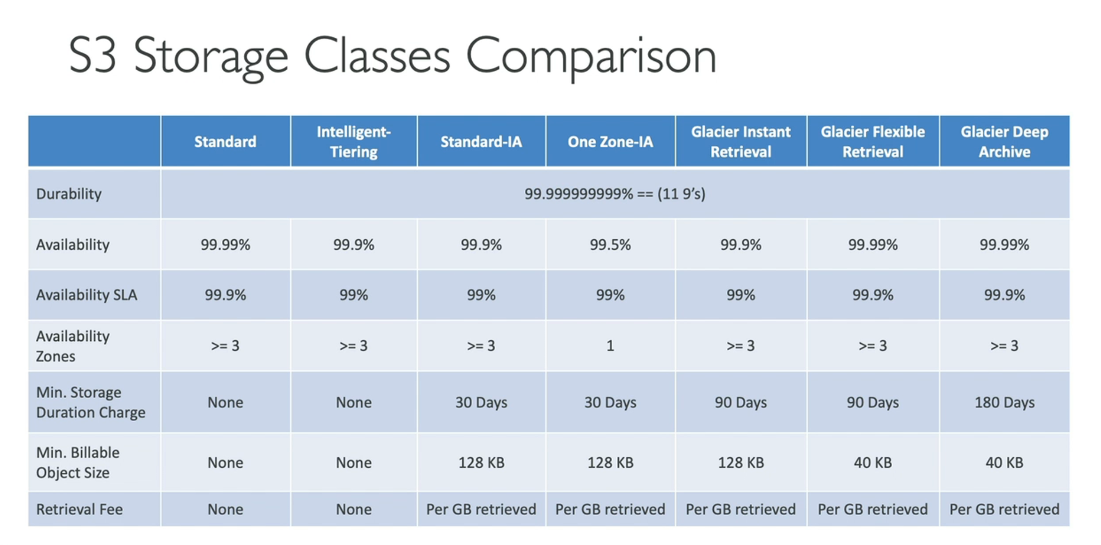 S3 Storage Classes Comparison
Standard
Intelligent-
Tiering
Standard-IA
One Zone-IA
Glacier Instant
Retrieval
Glacier Flexible
Retrieval
Glacier Deep
Archive
Durability
99.999999999% == (11 9's)
Availability
99.99%
99.9%
99.9%
99.5%
99.9%
99.99%
99.99%
Availability SLA
99.9%
99%
99%
99%
99%
99.9%
99.9%
Availability
Zones
>= 3
>= 3
>= 3
1
>= 3
>= 3
>= 3
Min. Storage
Duration Charge
None
None
30 Days
30 Days
90 Days
90 Days
180 Days
Min. Billable
Object Size
None
None
128 KB
128 KB
128 KB
40 KB
40 KB
Retrieval Fee
None
None
Per GB retrieved
Per GB retrieved
Per GB retrieved
Per GB retrieved
Per GB retrieved